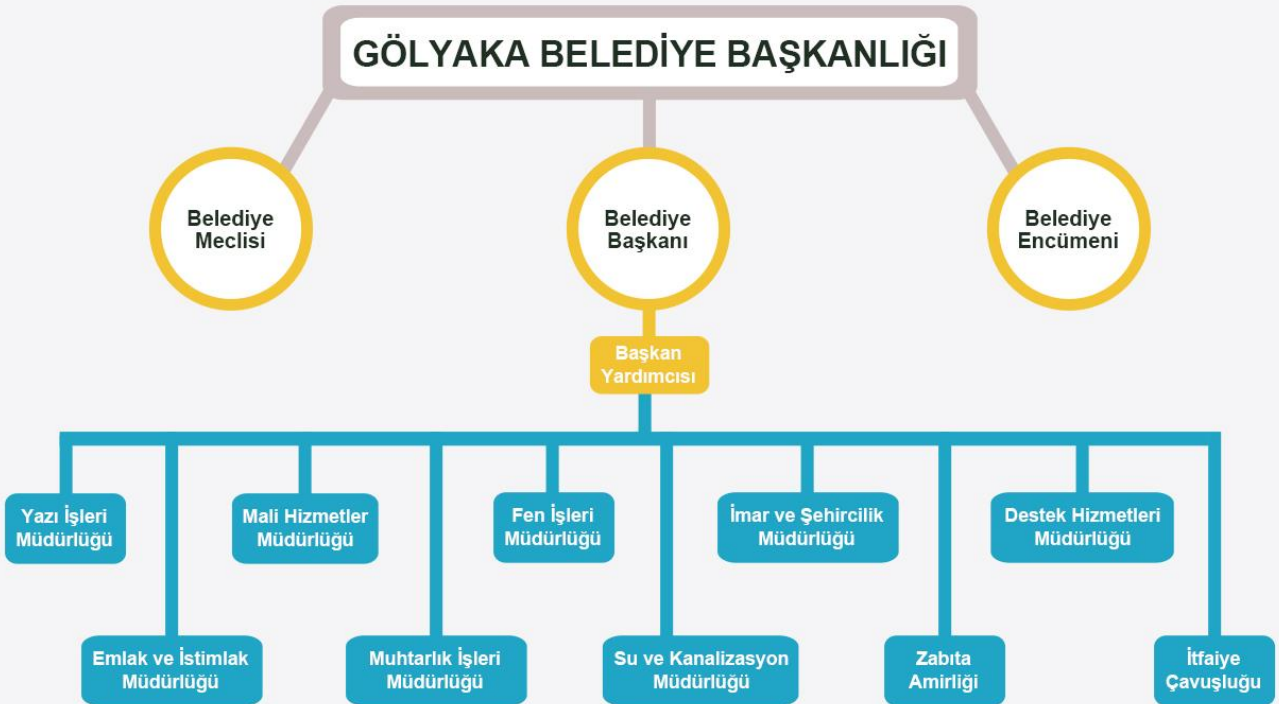 GÖLYAKA BELEDİYE BAŞKANLIĞI
Belediye
Meclisi
Belediye
Başkanı
Belediye
Encümeni
Başkan
Yardımcısı
Yazı İşleri
Müdürlüğü
Mali Hizmetler
Müdürlüğü
Fen İşleri
Müdürlüğü
İmar ve Şehircilik
Müdürlüğü
Destek Hizmetleri
Müdürlüğü
Emlak ve İstimlak
Müdürlüğü
Muhtarlık İşleri
Müdürlüğü
Su ve Kanalizasyon
Müdürlüğü
Zabıta
Amirliği
İtfaiye
Çavuşluğu